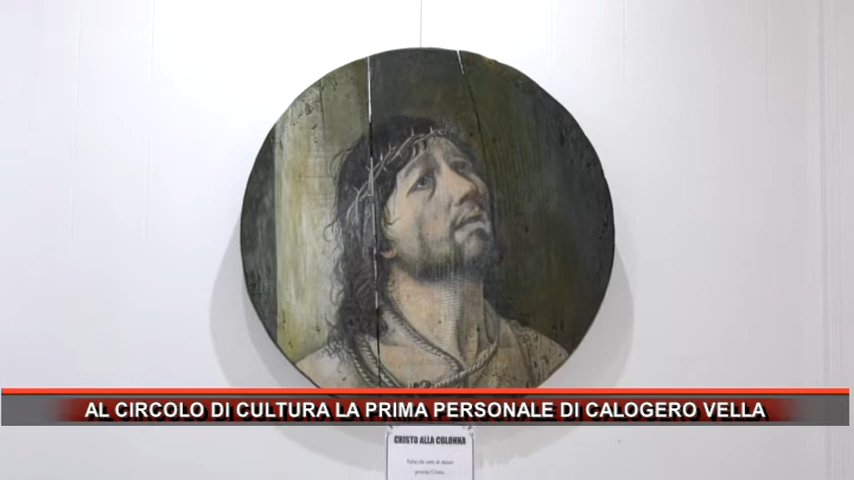 AL CIRCOLO DI CULTURA LA PRIMA PERSONALE DI CALOGERO VELLA
CRISTO ALLA COLONNA